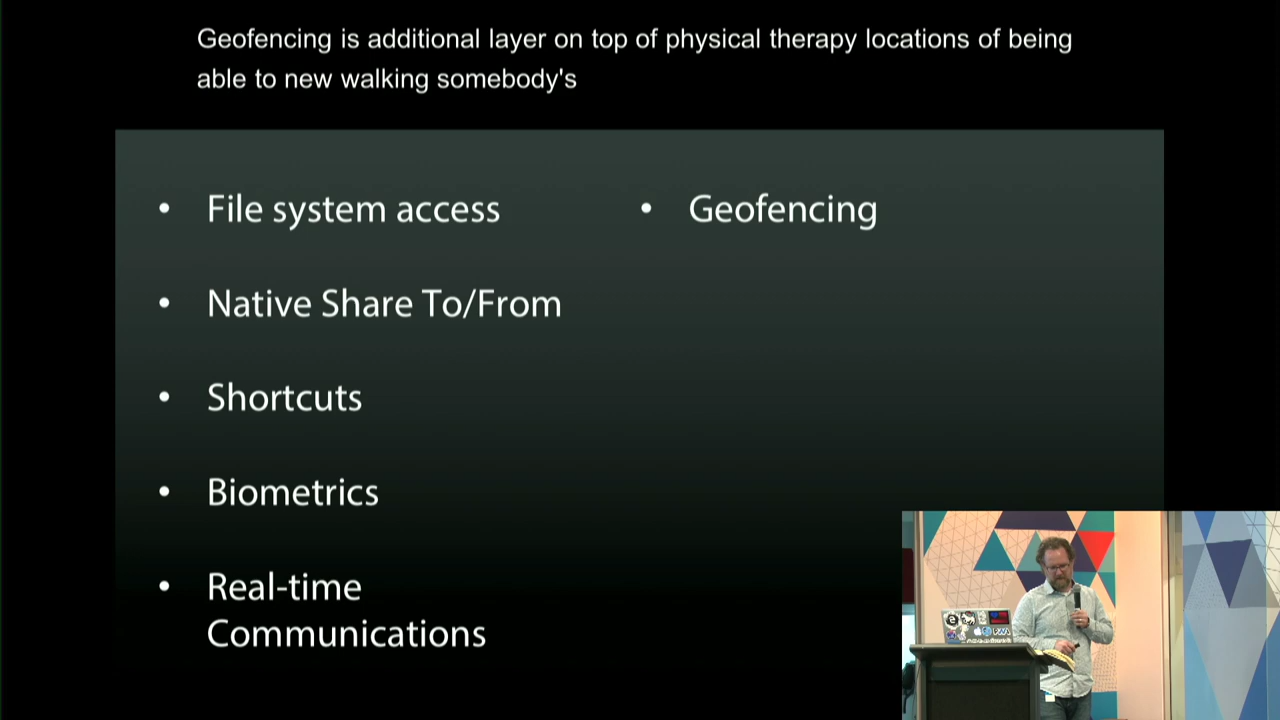 Geofencing is additional layer on top of physical therapy locations of being
able to new walking somebody's
• File system access
• Native Share To/From
• Shortcuts
• Biometrics
• Real-time
Communications
• Geofencing